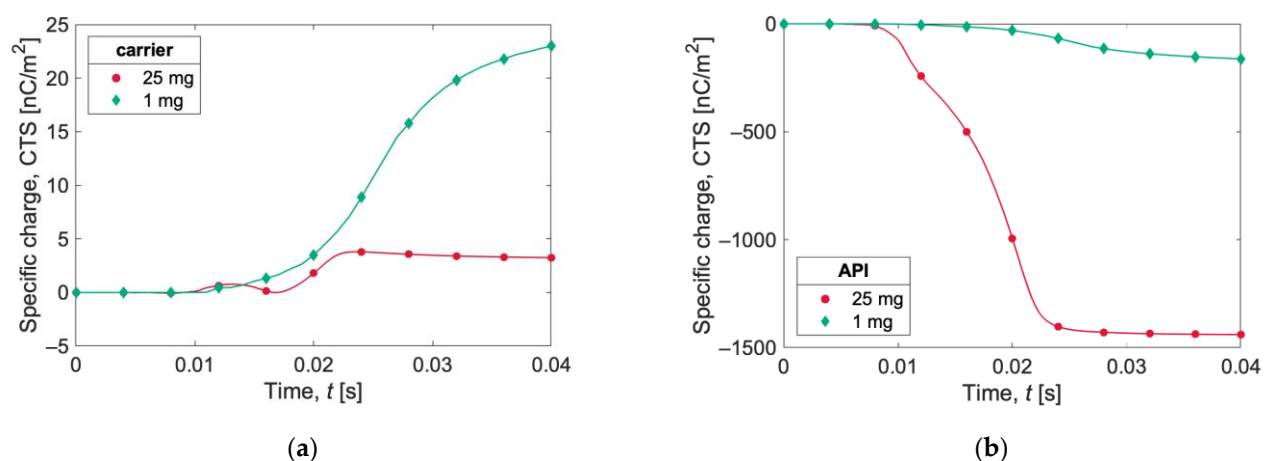 25
20
15
10
5
0
−5
Specific charge, CTS [nC/m²]
carrier
25 mg
1 mg
0 0.01 0.02 0.03 0.04
Time, t [s]
(a)
0
−500
−1000
−1500
Specific charge, CTS [nC/m²]
API
25 mg
1 mg
0 0.01 0.02 0.03 0.04
Time, t [s]
(b)